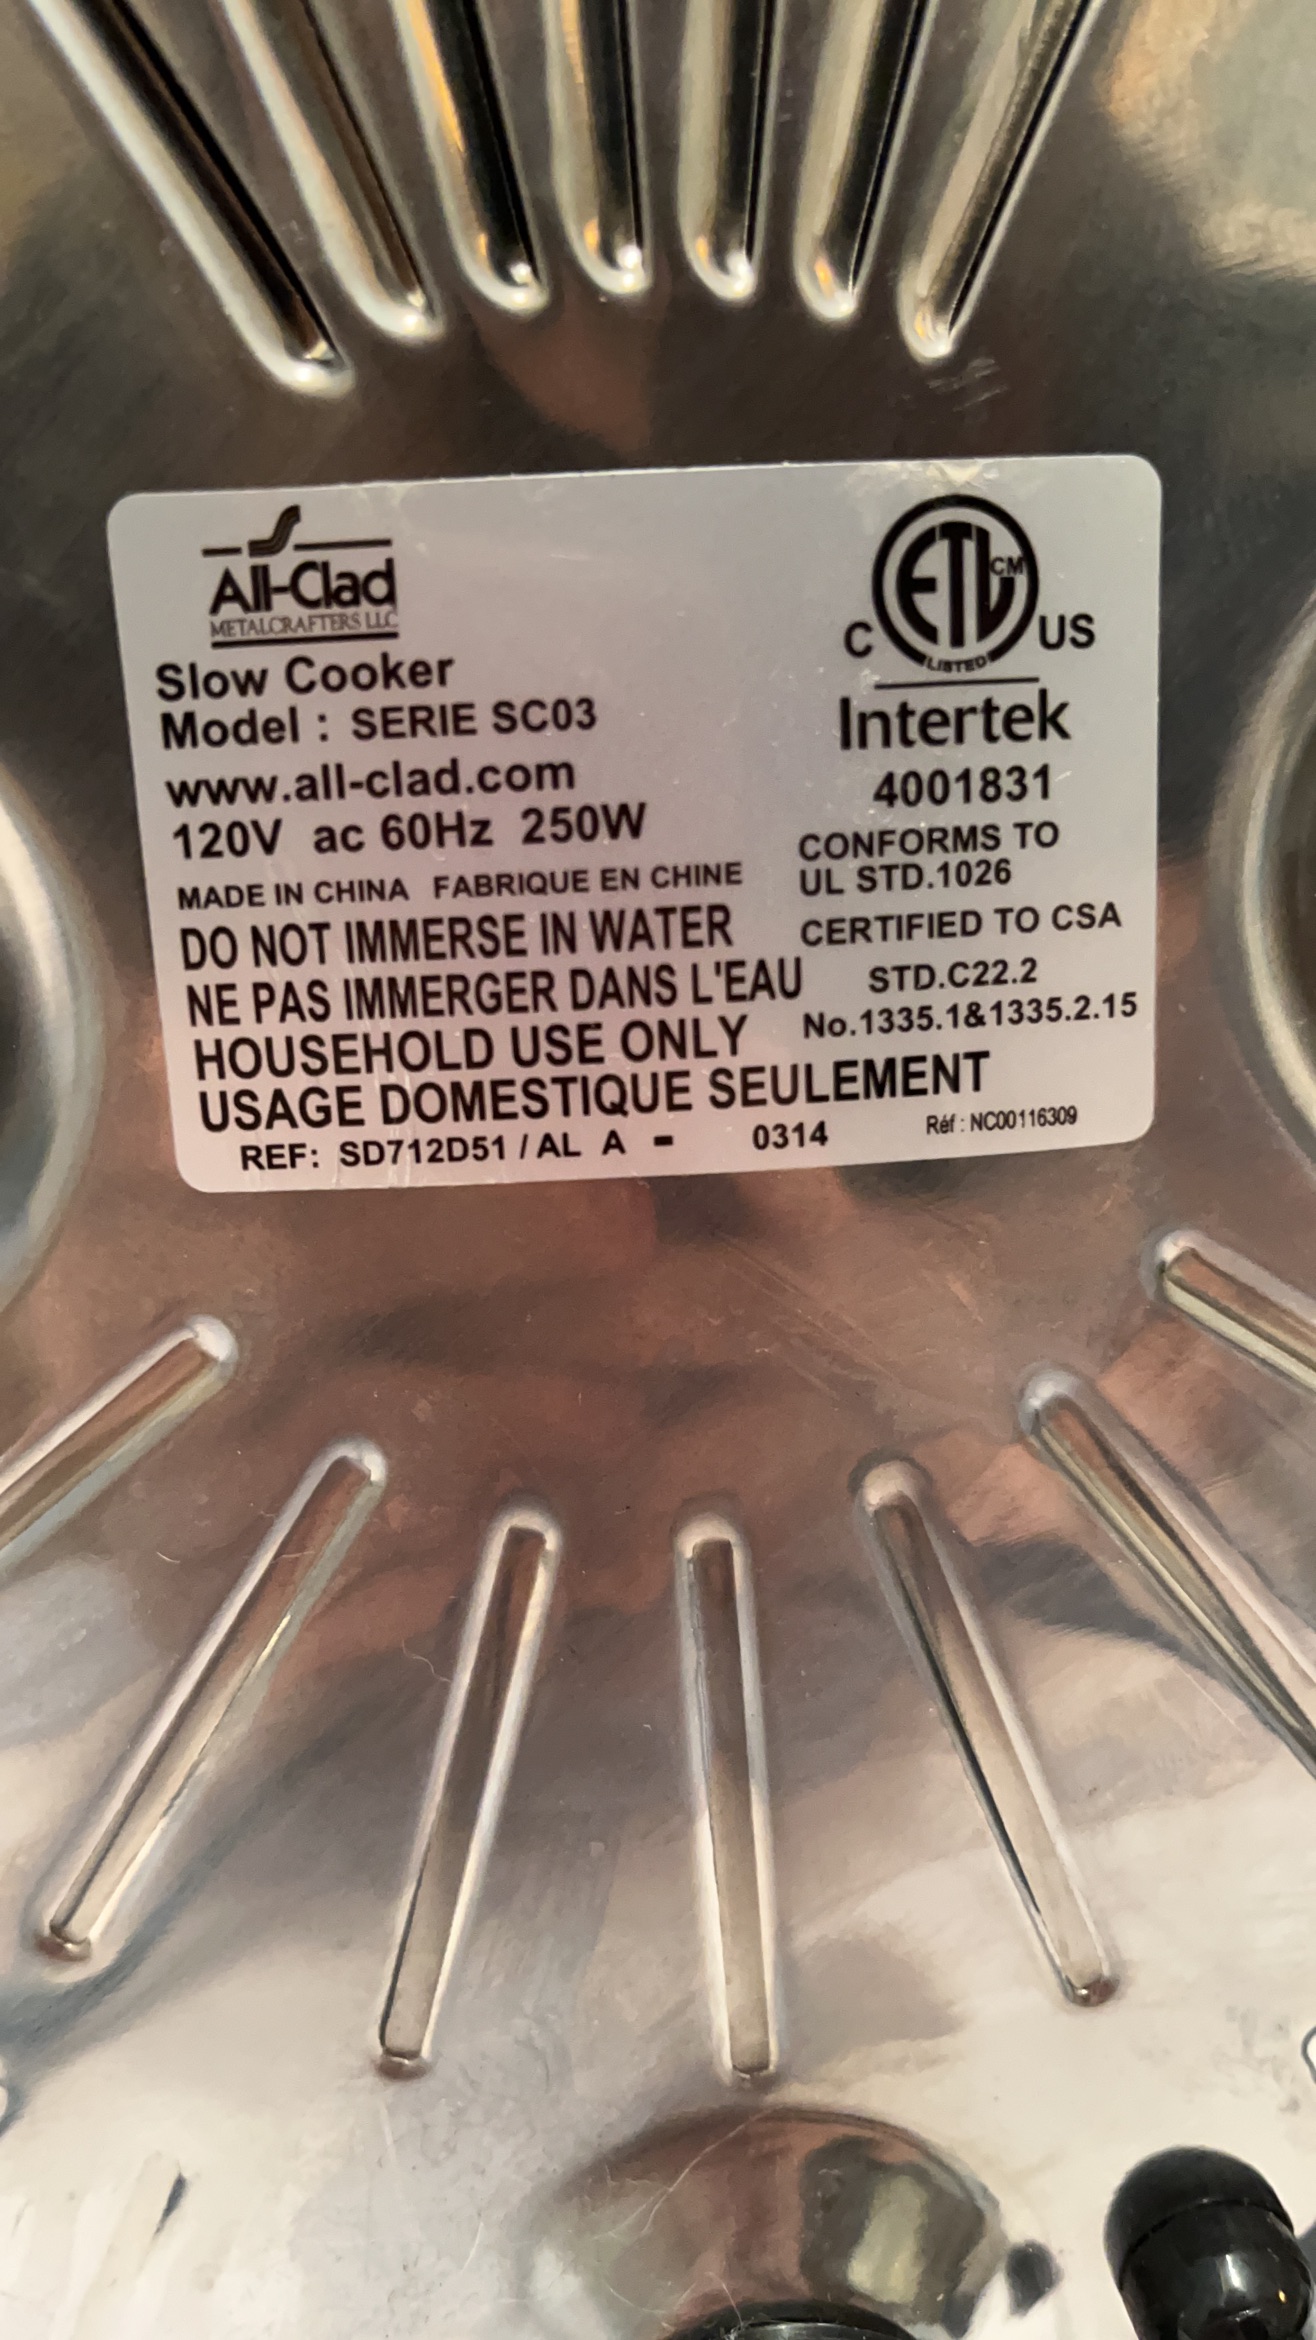 All-Clad
METALCRAFTERS LLC
Slow Cooker
Model : SERIE SC03
www.all-clad.com
120V ac 60Hz 250W
MADE IN CHINA FABRIQUE EN CHINE
DO NOT IMMERSE IN WATER
NE PAS IMMERGER DANS L'EAU
HOUSEHOLD USE ONLY
USAGE DOMESTIQUE SEULEMENT
REF: SD712D51 / AL A - 0314
Réf : NC00116309
ETL CM
LISTED
C US
Intertek
4001831
CONFORMS TO
UL STD.1026
CERTIFIED TO CSA
STD.C22.2
No.1335.1&1335.2.15